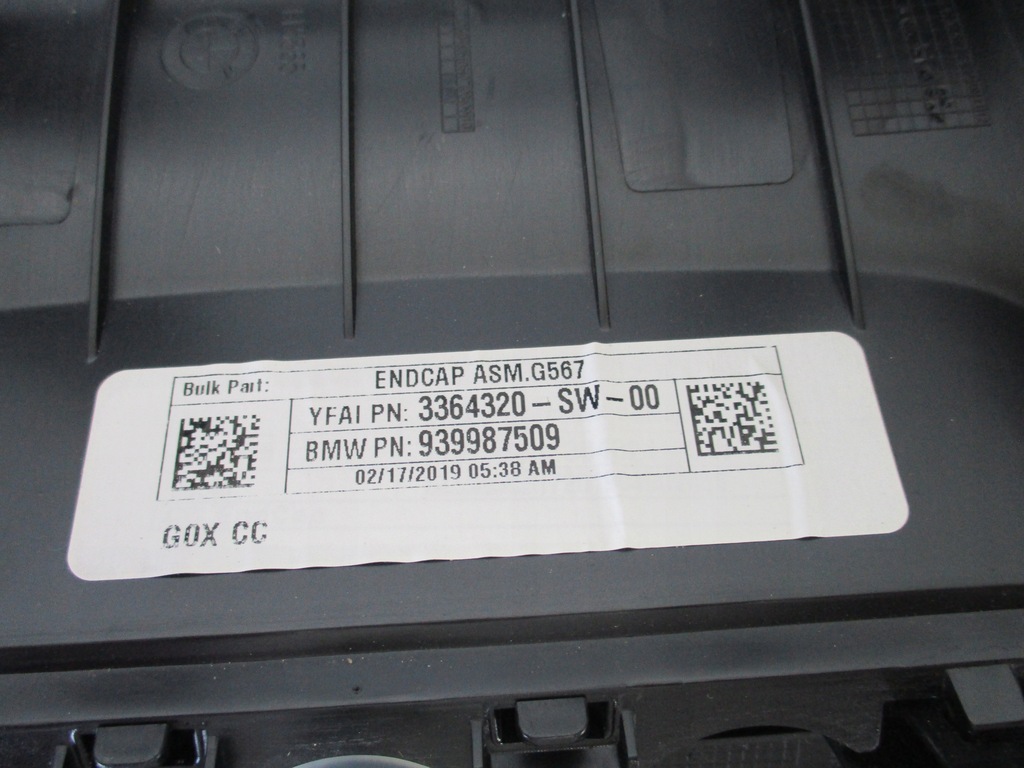 Bulk Part:
ENDCAP ASM.G567
YFAI PN: 3364320-SW-00
BMW PN: 939987509
02/17/2019 05:38 AM
G0X CC